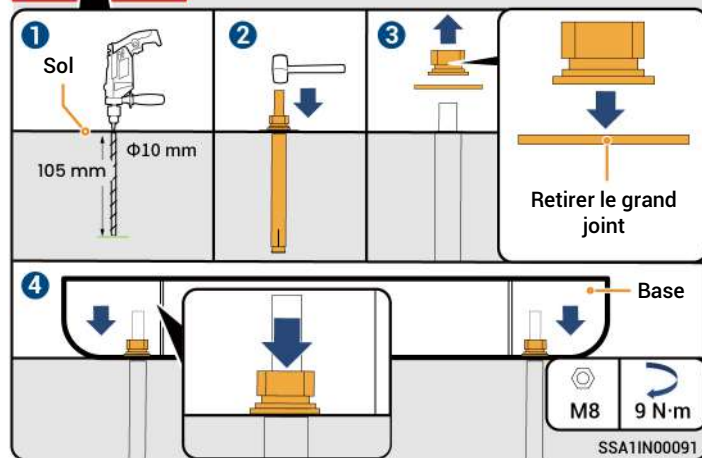 1
2
3
Sol
Φ10 mm
105 mm
Retirer le grand
joint
4
Base
M8
9 N·m
SSA1IN00091